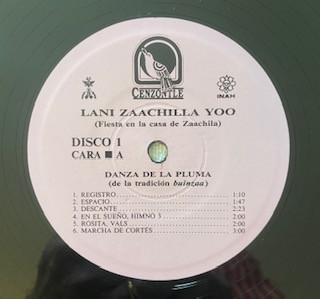 CENZONTLE
INAH
LANI ZAACHILLA YOO
(Fiesta en la casa de Zaachila)
DISCO 1
CARA ■ A
DANZA DE LA PLUMA
(de la tradición buinzaa)
1. REGISTRO 1:10
2. ESPACIO 1:47
3. DESCANTE 2:23
4. EN EL SUEÑO, HIMNO 3 2:00
5. ROSITA, VALS 2:00
6. MARCHA DE CORTÉS 3:00